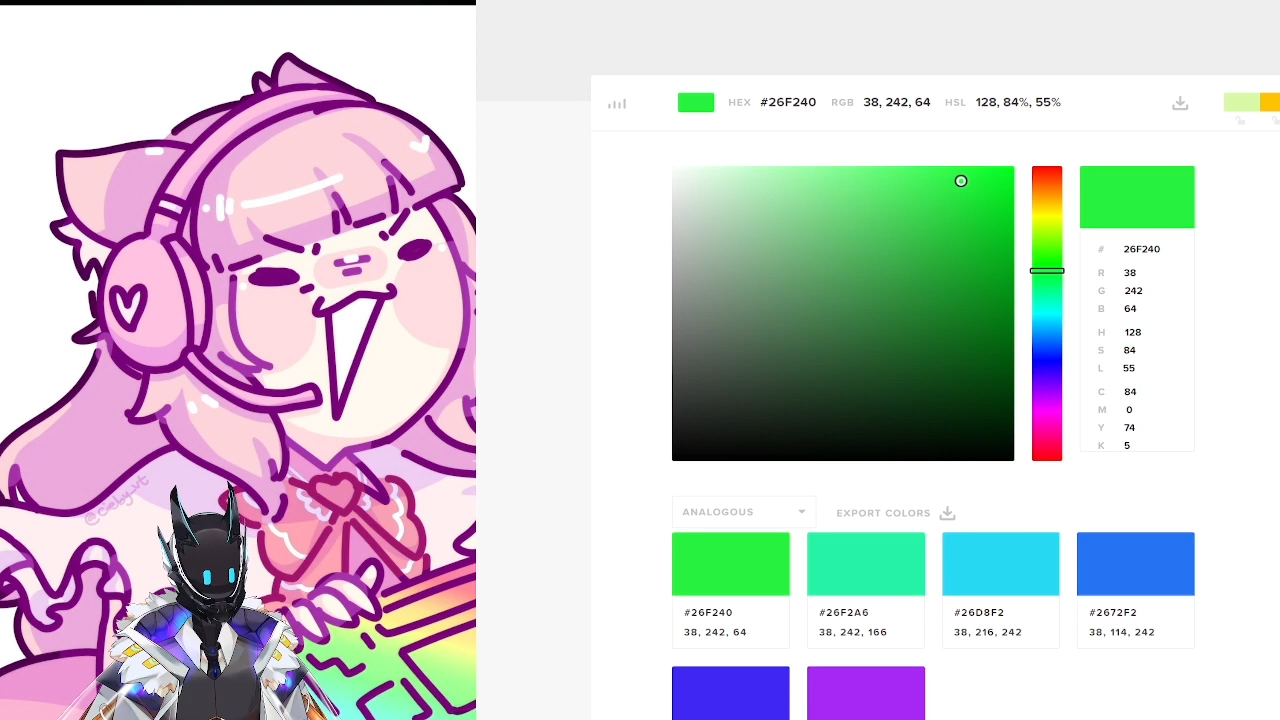 HEX #26F240 RGB 38, 242, 64 HSL 128, 84%, 55%
# 26F240
R 38
G 242
B 64
H 128
S 84
L 55
C 84
M 0
Y 74
K 5
@cieby_vt
ANALOGOUS
EXPORT COLORS
#26F240
38, 242, 64
#26F2A6
38, 242, 166
#26D8F2
38, 216, 242
#2672F2
38, 114, 242